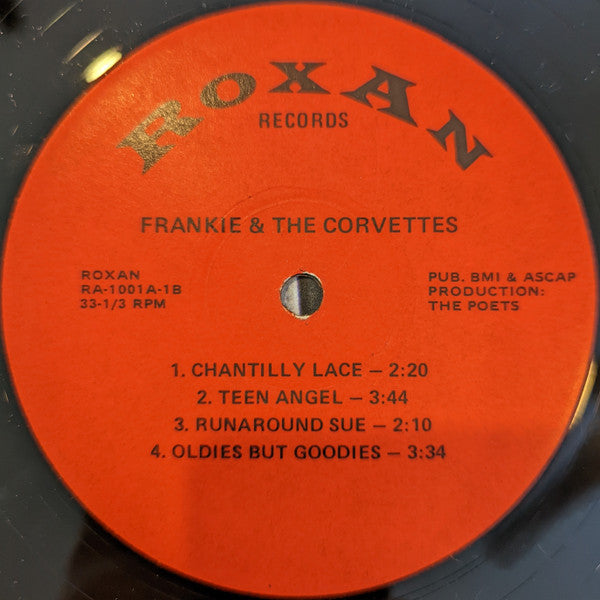 ROXAN
RECORDS
FRANKIE & THE CORVETTES
ROXAN
RA-1001A-1B
33-1/3 RPM
PUB. BMI & ASCAP
PRODUCTION:
THE POETS
1. CHANTILLY LACE – 2:20
2. TEEN ANGEL – 3:44
3. RUNAROUND SUE – 2:10
4. OLDIES BUT GOODIES – 3:34